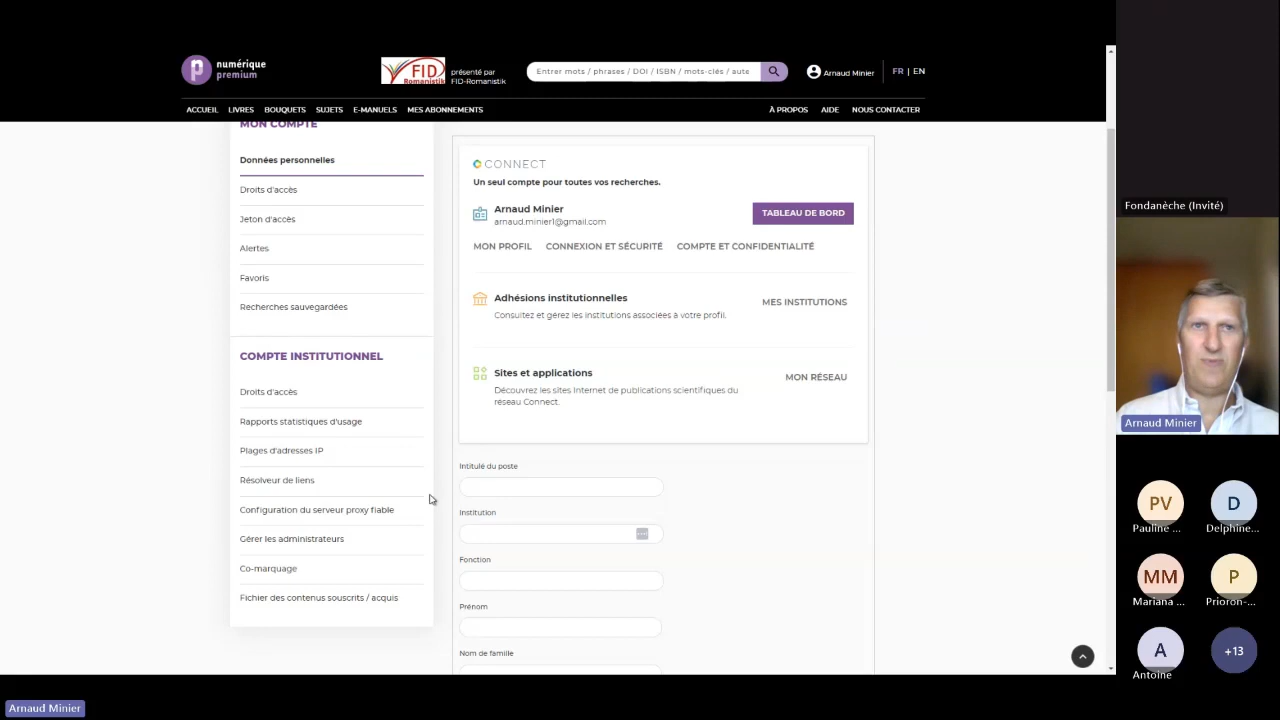 numérique
premium
FID
Romanistik
présenté par
FID-Romanistik
Entrer mots / phrases / DOI / ISBN / mots-clés / aute
Arnaud Minier
FR | EN
ACCUEIL LIVRES BOUQUETS SUJETS E-MANUELS MES ABONNEMENTS
À PROPOS AIDE NOUS CONTACTER
MON COMPTE
Données personnelles
Droits d'accès
Jeton d'accès
Alertes
Favoris
Recherches sauvegardées
COMPTE INSTITUTIONNEL
Droits d'accès
Rapports statistiques d'usage
Plages d'adresses IP
Résolveur de liens
Configuration du serveur proxy fiable
Gérer les administrateurs
Co-marquage
Fichier des contenus souscrits / acquis
CONNECT
Un seul compte pour toutes vos recherches.
Arnaud Minier
arnaud.minier1@gmail.com
TABLEAU DE BORD
MON PROFIL CONNEXION ET SÉCURITÉ COMPTE ET CONFIDENTIALITÉ
Adhésions institutionnelles
Consultez et gérez les institutions associées à votre profil.
MES INSTITUTIONS
Sites et applications
Découvrez les sites Internet de publications scientifiques du
réseau Connect.
MON RÉSEAU
Intitulé du poste
Institution
Fonction
Prénom
Nom de famille
Fondanèche (Invité)
Arnaud Minier
PV
Pauline ...
D
Delphine...
MM
Mariana ...
P
Prioron-...
A
Antoine
+13
Arnaud Minier